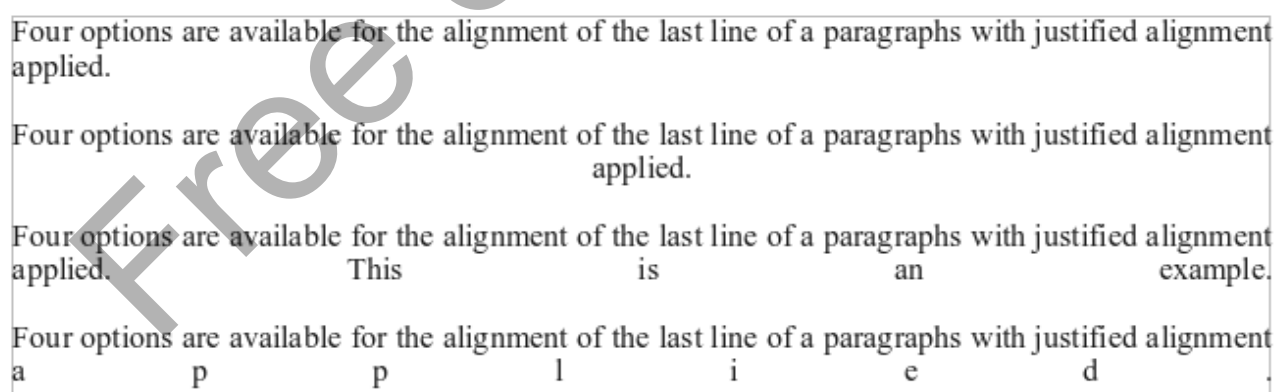 Four options are available for the alignment of the last line of a paragraphs with justified alignment
applied.
Four options are available for the alignment of the last line of a paragraphs with justified alignment
applied.
Four options are available for the alignment of the last line of a paragraphs with justified alignment
applied. This is an example.
Four options are available for the alignment of the last line of a paragraphs with justified alignment
a p p l i e d .
Free